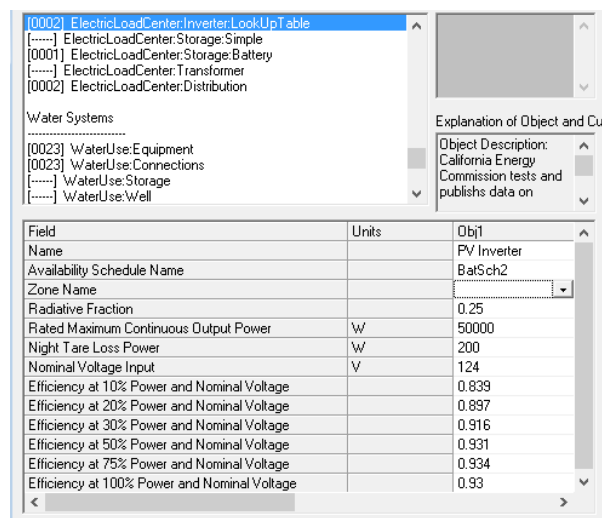 [0002] ElectricLoadCenter:Inverter:LookUpTable
[------] ElectricLoadCenter:Storage:Simple
[0001] ElectricLoadCenter:Storage:Battery
[------] ElectricLoadCenter:Transformer
[0002] ElectricLoadCenter:Distribution
Water Systems
--------------------------
[0023] WaterUse:Equipment
[0023] WaterUse:Connections
[------] WaterUse:Storage
[------] WaterUse:Well
Explanation of Object and Cu
Object Description:
California Energy
Commission tests and
publishs data on
Field Units Obj1
Name PV Inverter
Availability Schedule Name BatSch2
Zone Name
Radiative Fraction 0.25
Rated Maximum Continuous Output Power W 50000
Night Tare Loss Power W 200
Nominal Voltage Input V 124
Efficiency at 10% Power and Nominal Voltage 0.839
Efficiency at 20% Power and Nominal Voltage 0.897
Efficiency at 30% Power and Nominal Voltage 0.916
Efficiency at 50% Power and Nominal Voltage 0.931
Efficiency at 75% Power and Nominal Voltage 0.934
Efficiency at 100% Power and Nominal Voltage 0.93